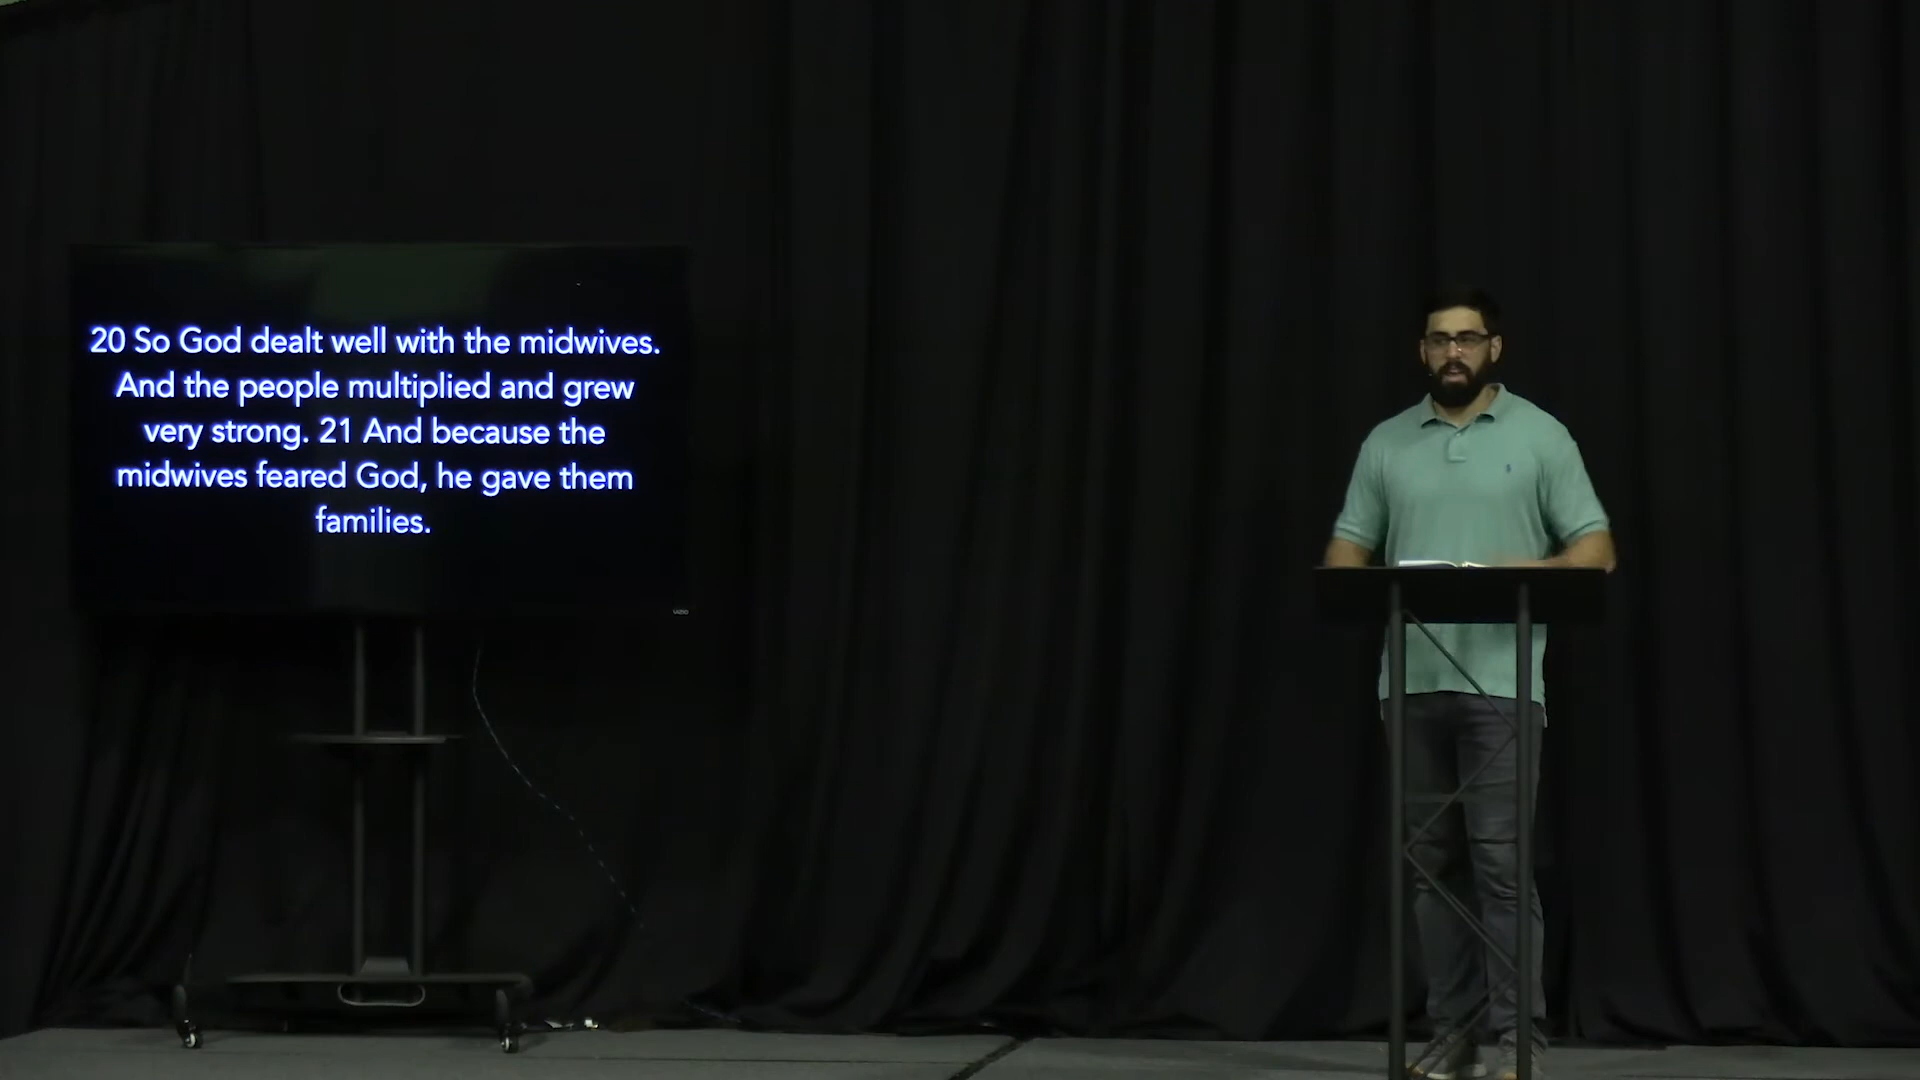 20 So God dealt well with the midwives.
And the people multiplied and grew
very strong. 21 And because the
midwives feared God, he gave them
families.
VIZIO